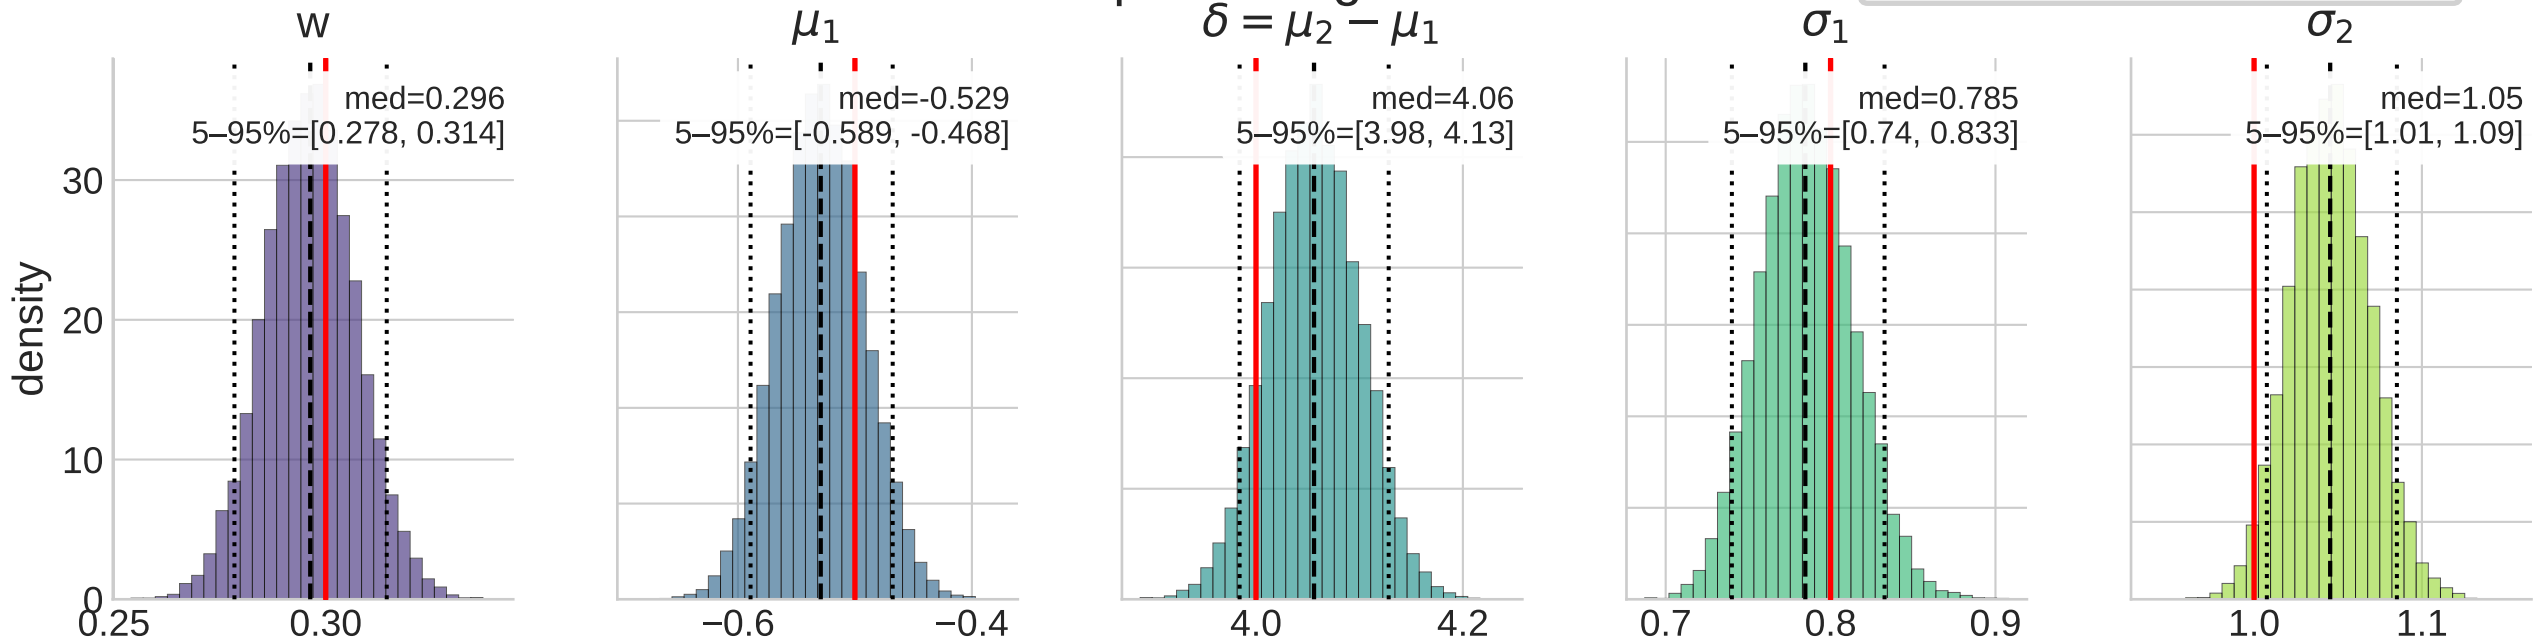 w
μ₁
δ = μ₂ − μ₁
σ₁
σ₂
med=0.296
5–95%=[0.278, 0.314]
med=-0.529
5–95%=[-0.589, -0.468]
med=4.06
5–95%=[3.98, 4.13]
med=0.785
5–95%=[0.74, 0.833]
med=1.05
5–95%=[1.01, 1.09]
density
30
20
10
0
0.25
0.30
−0.6
−0.4
4.0
4.2
0.7
0.8
0.9
1.0
1.1